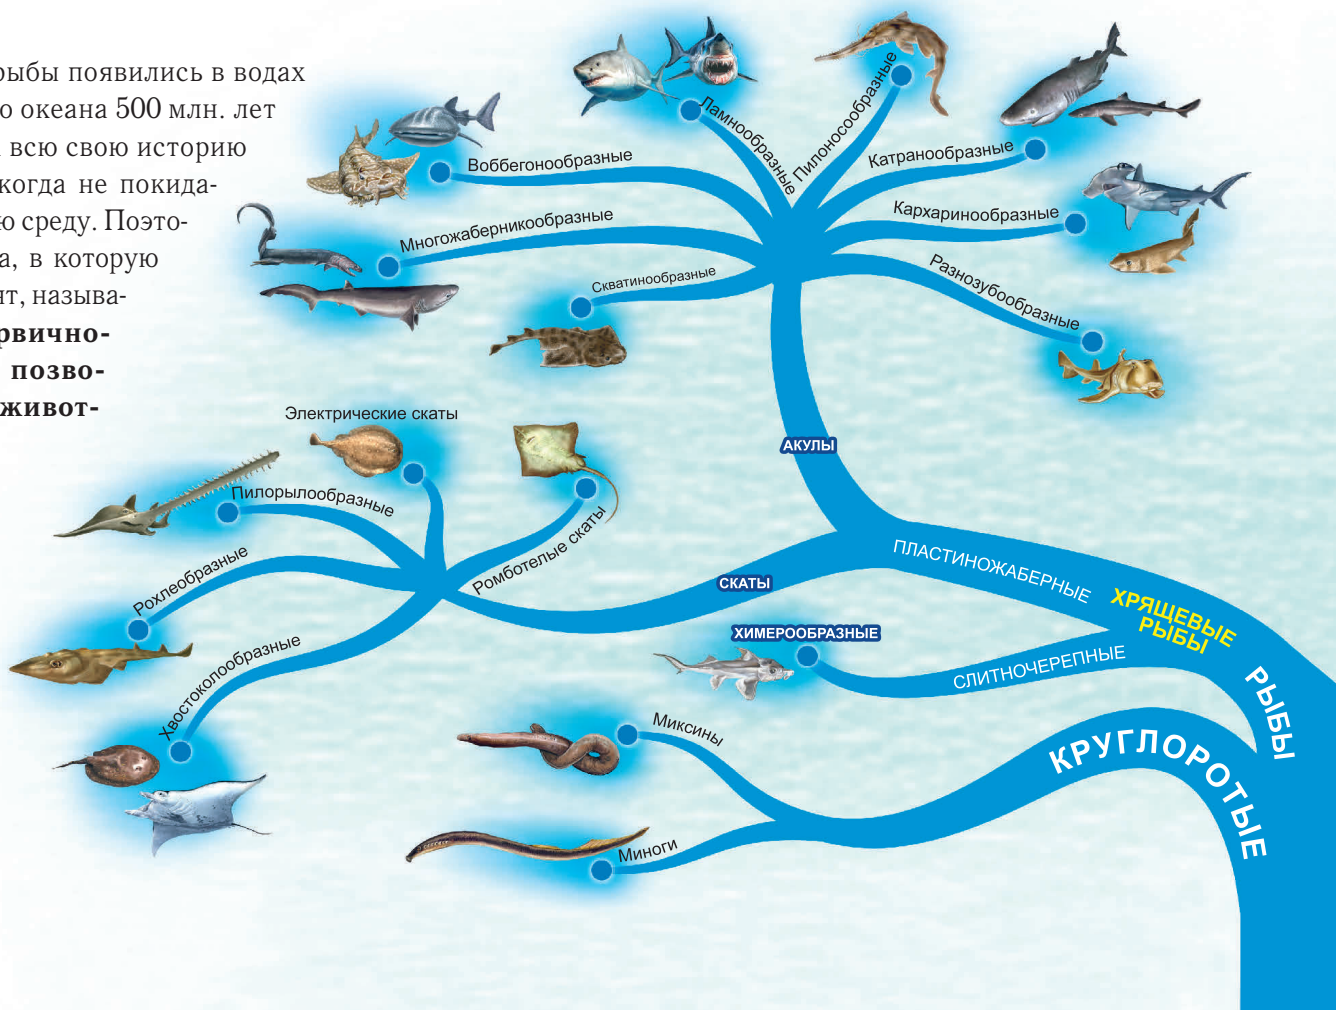 рыбы появились в водах
о океана 500 млн. лет
всю свою историю
когда не покида-
ю среду. Поэто-
а, в которую
ят, называ-
рвично-
позво-
живот-
Ламнообразные
Пилоносообразные
Катранообразные
Воббегонообразные
Кархаринообразные
Многожаберникообразные
Скватинообразные
Разнозубообразные
АКУЛЫ
Электрические скаты
Пилорылообразные
Ромботелые скаты
Рохлеобразные
Хвостоколообразные
СКАТЫ
ПЛАСТИНОЖАБЕРНЫЕ
ХРЯЩЕВЫЕ
РЫБЫ
ХИМЕРООБРАЗНЫЕ
СЛИТНОЧЕРЕПНЫЕ
РЫБЫ
Миксины
КРУГЛОРОТЫЕ
Миноги